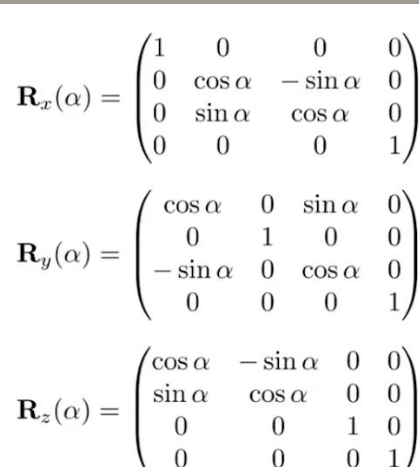 R_x(α) = (1 0 0 0
0 cos α − sin α 0
0 sin α cos α 0
0 0 0 1)
R_y(α) = (cos α 0 sin α 0
0 1 0 0
− sin α 0 cos α 0
0 0 0 1)
R_z(α) = (cos α − sin α 0 0
sin α cos α 0 0
0 0 1 0
0 0 0 1)